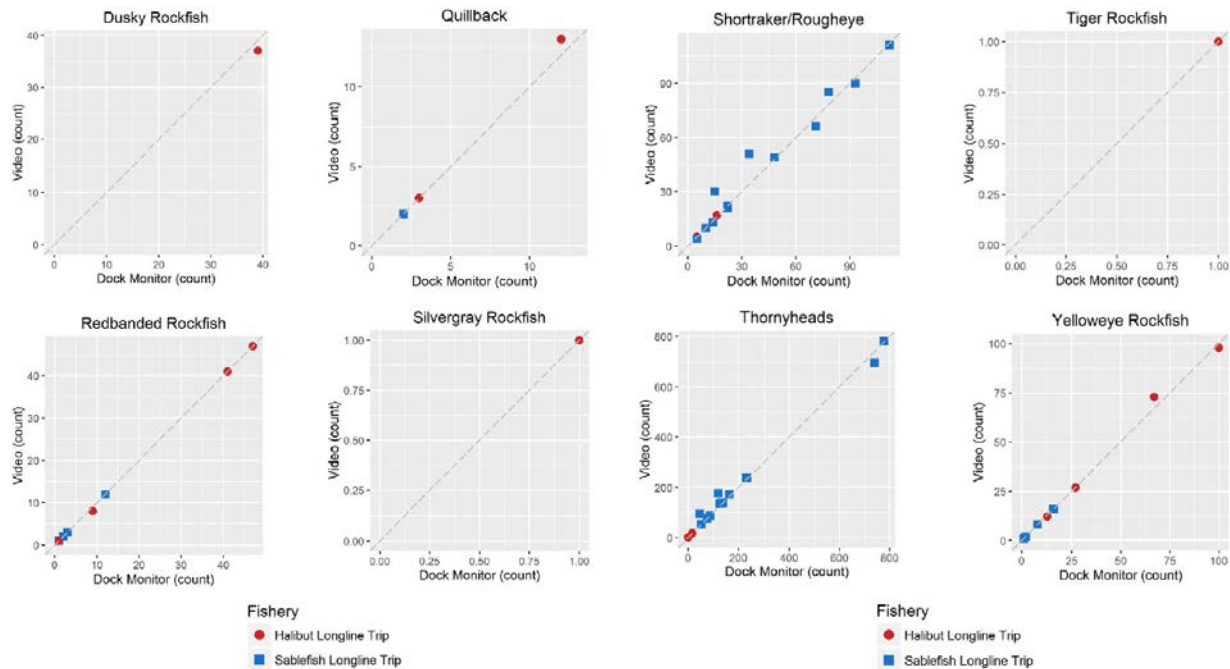 Dusky Rockfish
Video (count)
40
30
20
10
0
0 10 20 30 40
Dock Monitor (count)
Quillback
Video (count)
10
5
0
0 5 10
Dock Monitor (count)
Shortraker/Rougheye
Video (count)
90
60
30
0
0 30 60 90
Dock Monitor (count)
Tiger Rockfish
Video (count)
1.00
0.75
0.50
0.25
0.00
0.00 0.25 0.50 0.75 1.00
Dock Monitor (count)
Redbanded Rockfish
Video (count)
40
30
20
10
0
0 10 20 30 40
Dock Monitor (count)
Silvergray Rockfish
Video (count)
1.00
0.75
0.50
0.25
0.00
0.00 0.25 0.50 0.75 1.00
Dock Monitor (count)
Thornyheads
Video (count)
800
600
400
200
0
0 200 400 600 800
Dock Monitor (count)
Yelloweye Rockfish
Video (count)
100
75
50
25
0
0 25 50 75 100
Dock Monitor (count)
Fishery
Halibut Longline Trip
Sablefish Longline Trip
Fishery
Halibut Longline Trip
Sablefish Longline Trip